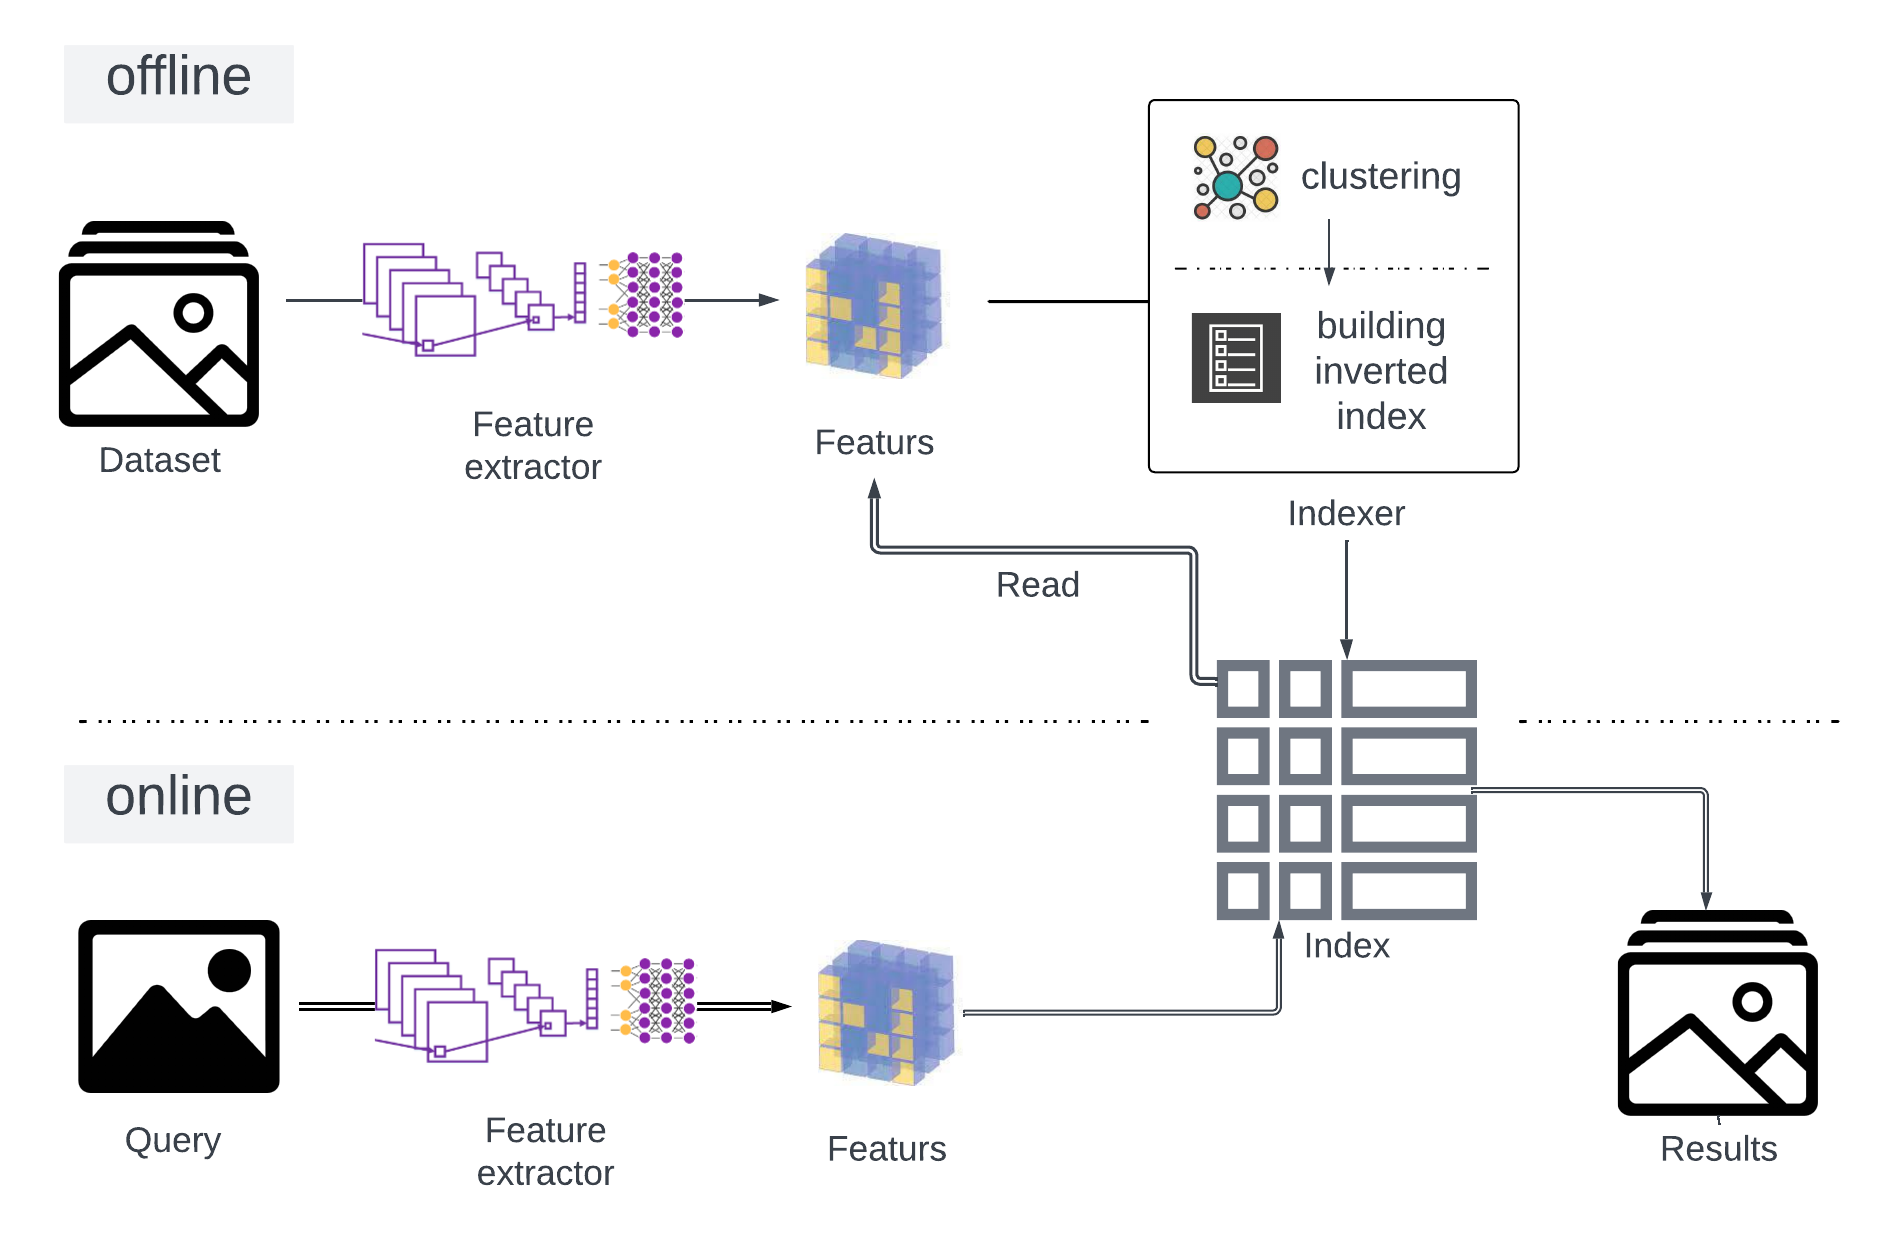 offline
clustering
building
inverted
index
Dataset
Feature
extractor
Featurs
Indexer
Read
online
Index
Query
Feature
extractor
Featurs
Results